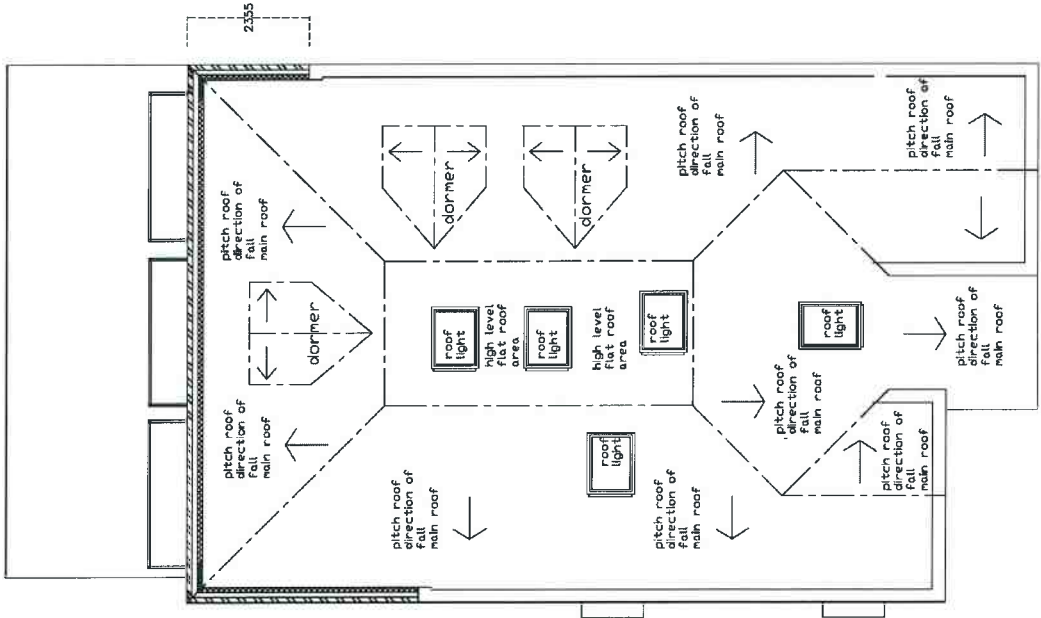 2355
pitch roof
direction of
fall
main roof
pitch roof
direction of
fall
main roof
dormer
dormer
dormer
pitch roof
direction of
fall
main roof
pitch roof
direction of
fall
main roof
roof
light
high level
flat roof
area
roof
light
high level
flat roof
area
roof
light
roof
light
roof
light
pitch roof
direction of
fall
main roof
pitch roof
direction of
fall
main roof
pitch roof
direction of
fall
main roof
pitch roof
direction of
fall
main roof
pitch roof
direction of
fall
main roof